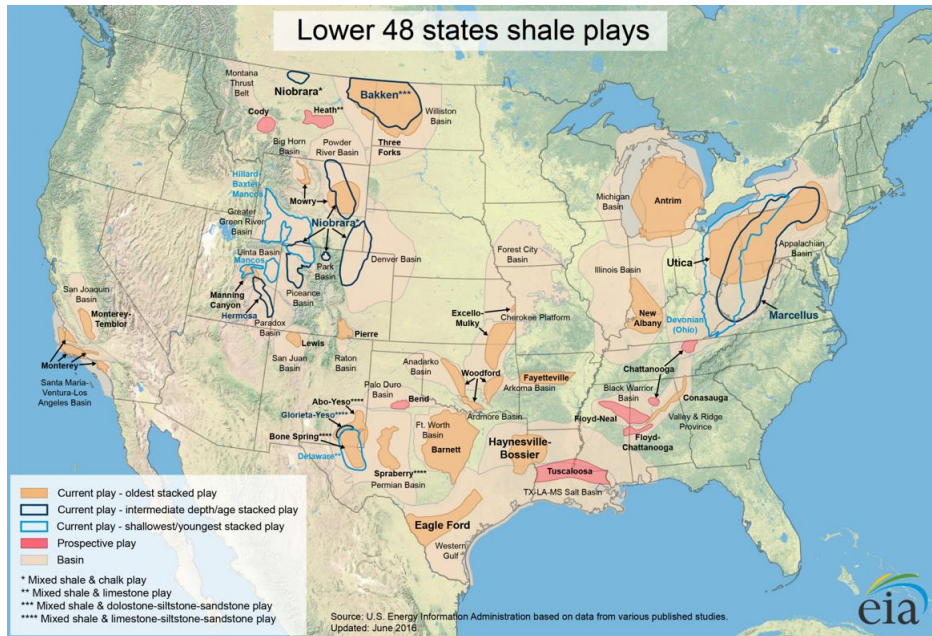 Lower 48 states shale plays
Montana
Thrust
Belt
Niobrara*
Bakken***
Williston
Basin
Cody
Heath**
Big Horn
Basin
Powder
River Basin
Three
Forks
Hillard-
Baxter-
Mancos
Mowry
Greater
Green River
Basin
Niobrara*
Uinta Basin
Mancos
Park
Basin
Denver Basin
Manning
Canyon
Hermosa
Piceance
Basin
Paradox
Basin
San Joaquin
Basin
Monterey-
Temblor
Monterey
Santa Maria-
Ventura-Los
Angeles Basin
Lewis
San Juan
Basin
Pierre
Raton
Basin
Michigan
Basin
Antrim
Forest City
Basin
Illinois Basin
Utica
Appalachian
Basin
Marcellus
Devonian
(Ohio)
New
Albany
Excello-
Mulky
Cherokee Platform
Anadarko
Basin
Woodford
Fayetteville
Arkoma Basin
Ardmore Basin
Chattanooga
Black Warrior
Basin
Conasauga
Floyd-Neal
Valley & Ridge
Province
Floyd-
Chattanooga
Palo Duro
Basin
Bend
Abo-Yeso****
Glorieta-Yeso****
Bone Spring****
Delaware**
Ft. Worth
Basin
Barnett
Spraberry****
Permian Basin
Haynesville-
Bossier
Tuscaloosa
TX-LA-MS Salt Basin
Eagle Ford
Western
Gulf
Current play - oldest stacked play
Current play - intermediate depth/age stacked play
Current play - shallowest/youngest stacked play
Prospective play
Basin
* Mixed shale & chalk play
** Mixed shale & limestone play
*** Mixed shale & dolostone-siltstone-sandstone play
**** Mixed shale & limestone-siltstone-sandstone play
Source: U.S. Energy Information Administration based on data from various published studies.
Updated: June 2016
eia